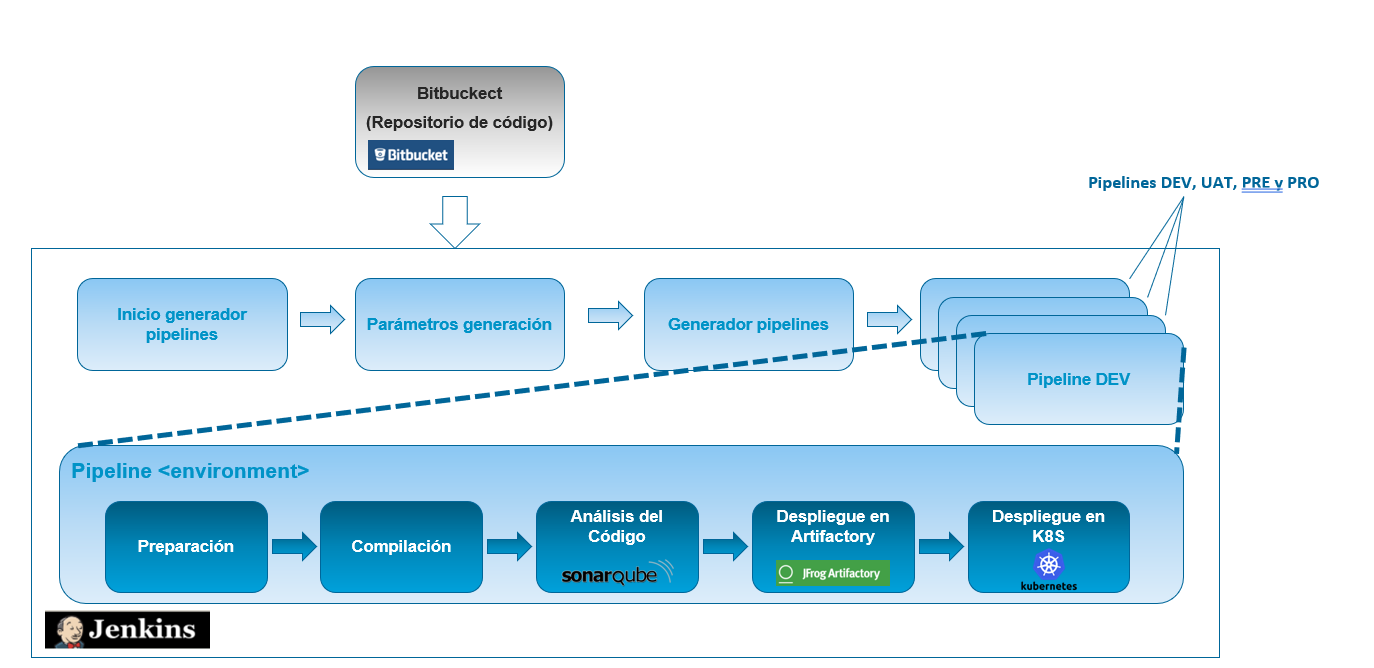 Bitbuckect
(Repositorio de código)
Bitbucket
Pipelines DEV, UAT, PRE y PRO
Inicio generador
pipelines
Parámetros generación
Generador pipelines
Pipeline DEV
Pipeline <environment>
Preparación
Compilación
Análisis del
Código
sonarqube
Despliegue en
Artifactory
JFrog Artifactory
Despliegue en
K8S
kubernetes
Jenkins